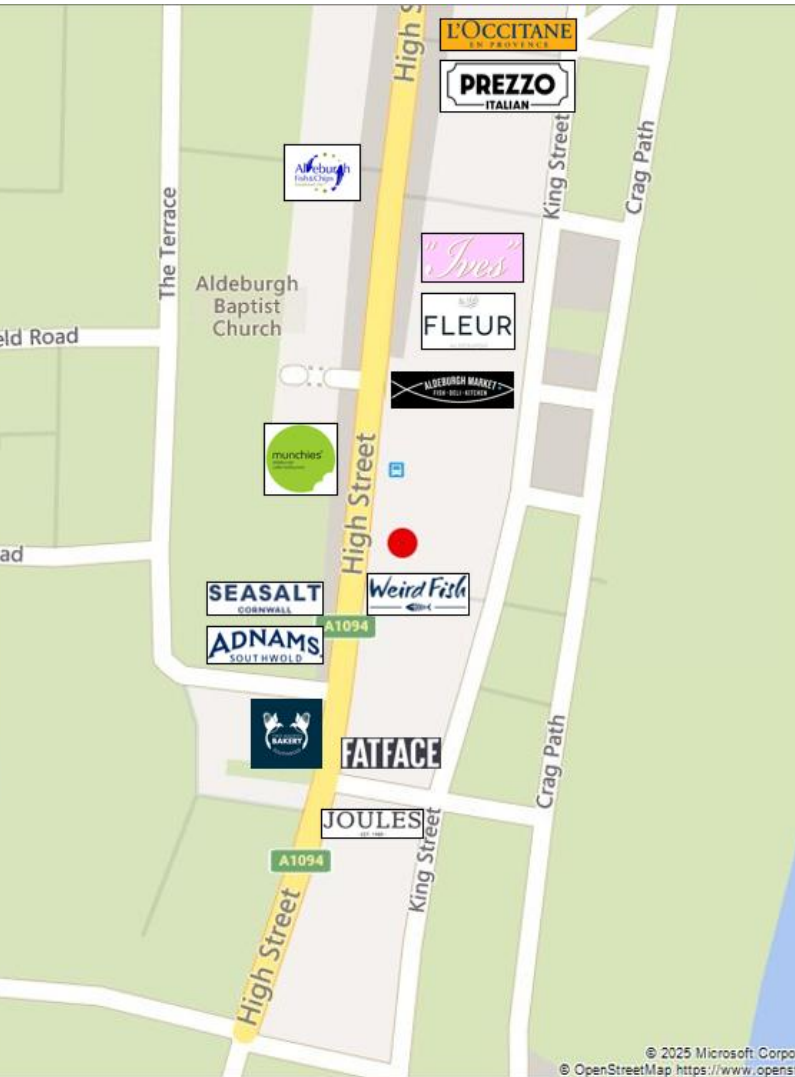 High S
L'OCCITANE
EN PROVENCE
PREZZO
ITALIAN
King Street
Crag Path
Aldeburgh
Fish & Chips
The Terrace
"Ives"
Aldeburgh
Baptist
Church
FLEUR
eld Road
ALDEBURGH MARKET
FISH · DELI · KITCHEN
munchies'
High Street
ad
SEASALT
CORNWALL
Weird Fish
A1094
ADNAMS
SOUTHWOLD
BAKERY
FATFACE
Crag Path
JOULES
King Street
A1094
High Street
© 2025 Microsoft Corpo
© OpenStreetMap https://www.openst